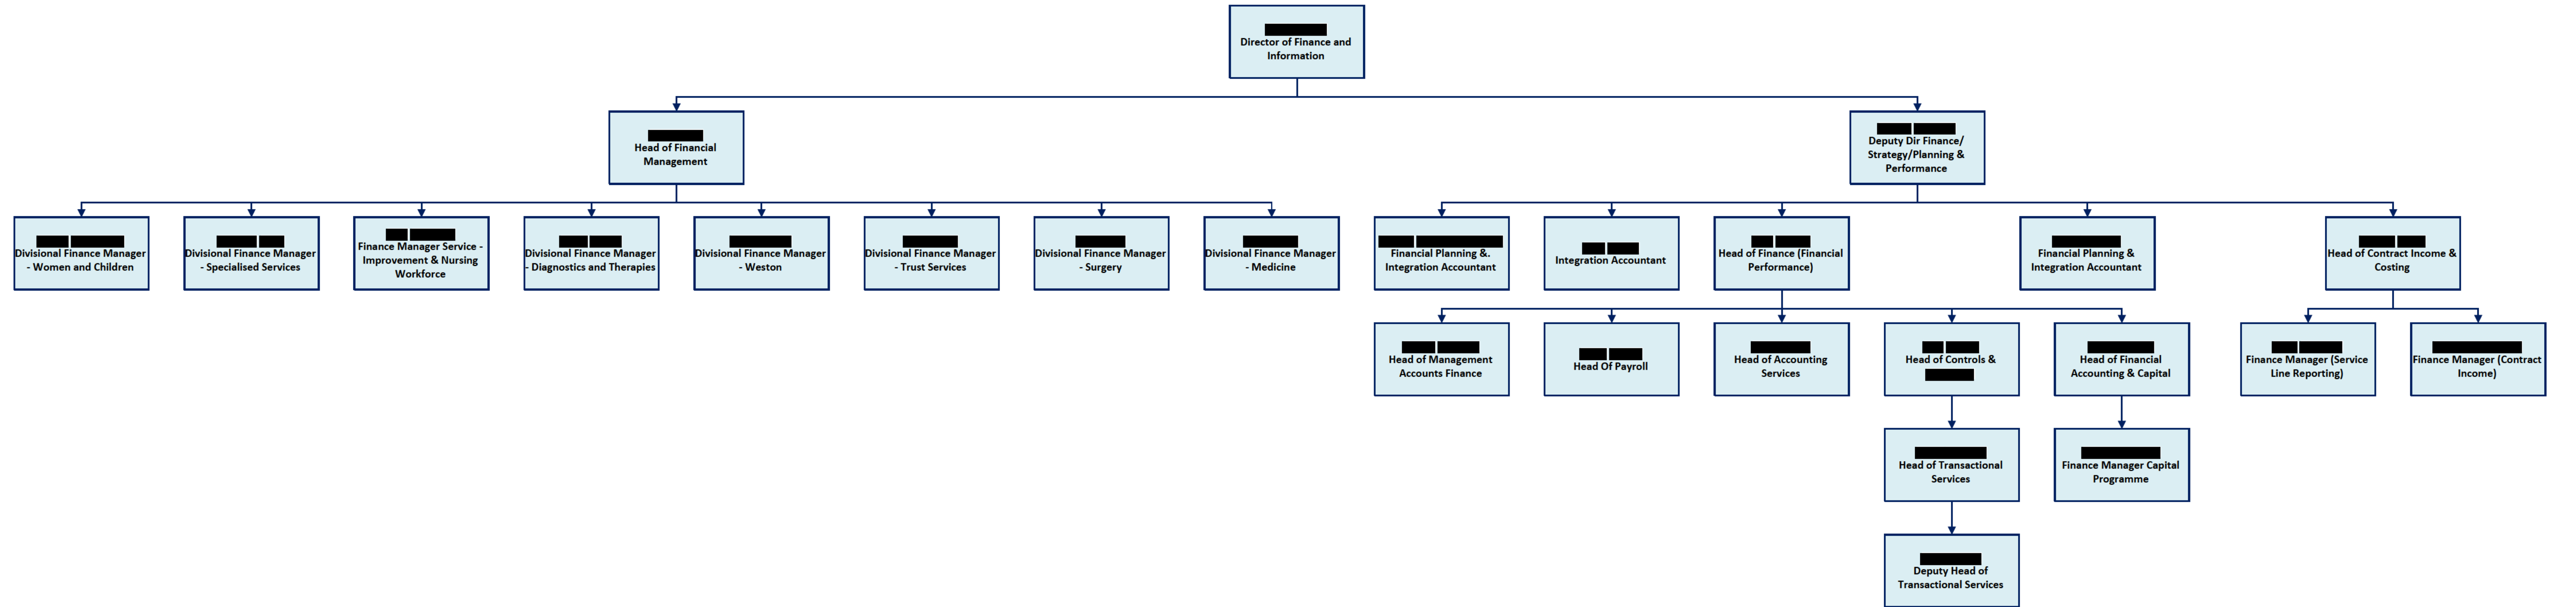 Director of Finance and
Information
Head of Financial
Management
Deputy Dir Finance/
Strategy/Planning &
Performance
Divisional Finance Manager
- Women and Children
Divisional Finance Manager
- Specialised Services
Finance Manager Service -
Improvement & Nursing
Workforce
Divisional Finance Manager
- Diagnostics and Therapies
Divisional Finance Manager
- Weston
Divisional Finance Manager
- Trust Services
Divisional Finance Manager
- Surgery
Divisional Finance Manager
- Medicine
Financial Planning &.
Integration Accountant
Integration Accountant
Head of Finance (Financial
Performance)
Financial Planning &
Integration Accountant
Head of Contract Income &
Costing
Head of Management
Accounts Finance
Head Of Payroll
Head of Accounting
Services
Head of Controls &
Head of Financial
Accounting & Capital
Finance Manager (Service
Line Reporting)
Finance Manager (Contract
Income)
Head of Transactional
Services
Finance Manager Capital
Programme
Deputy Head of
Transactional Services